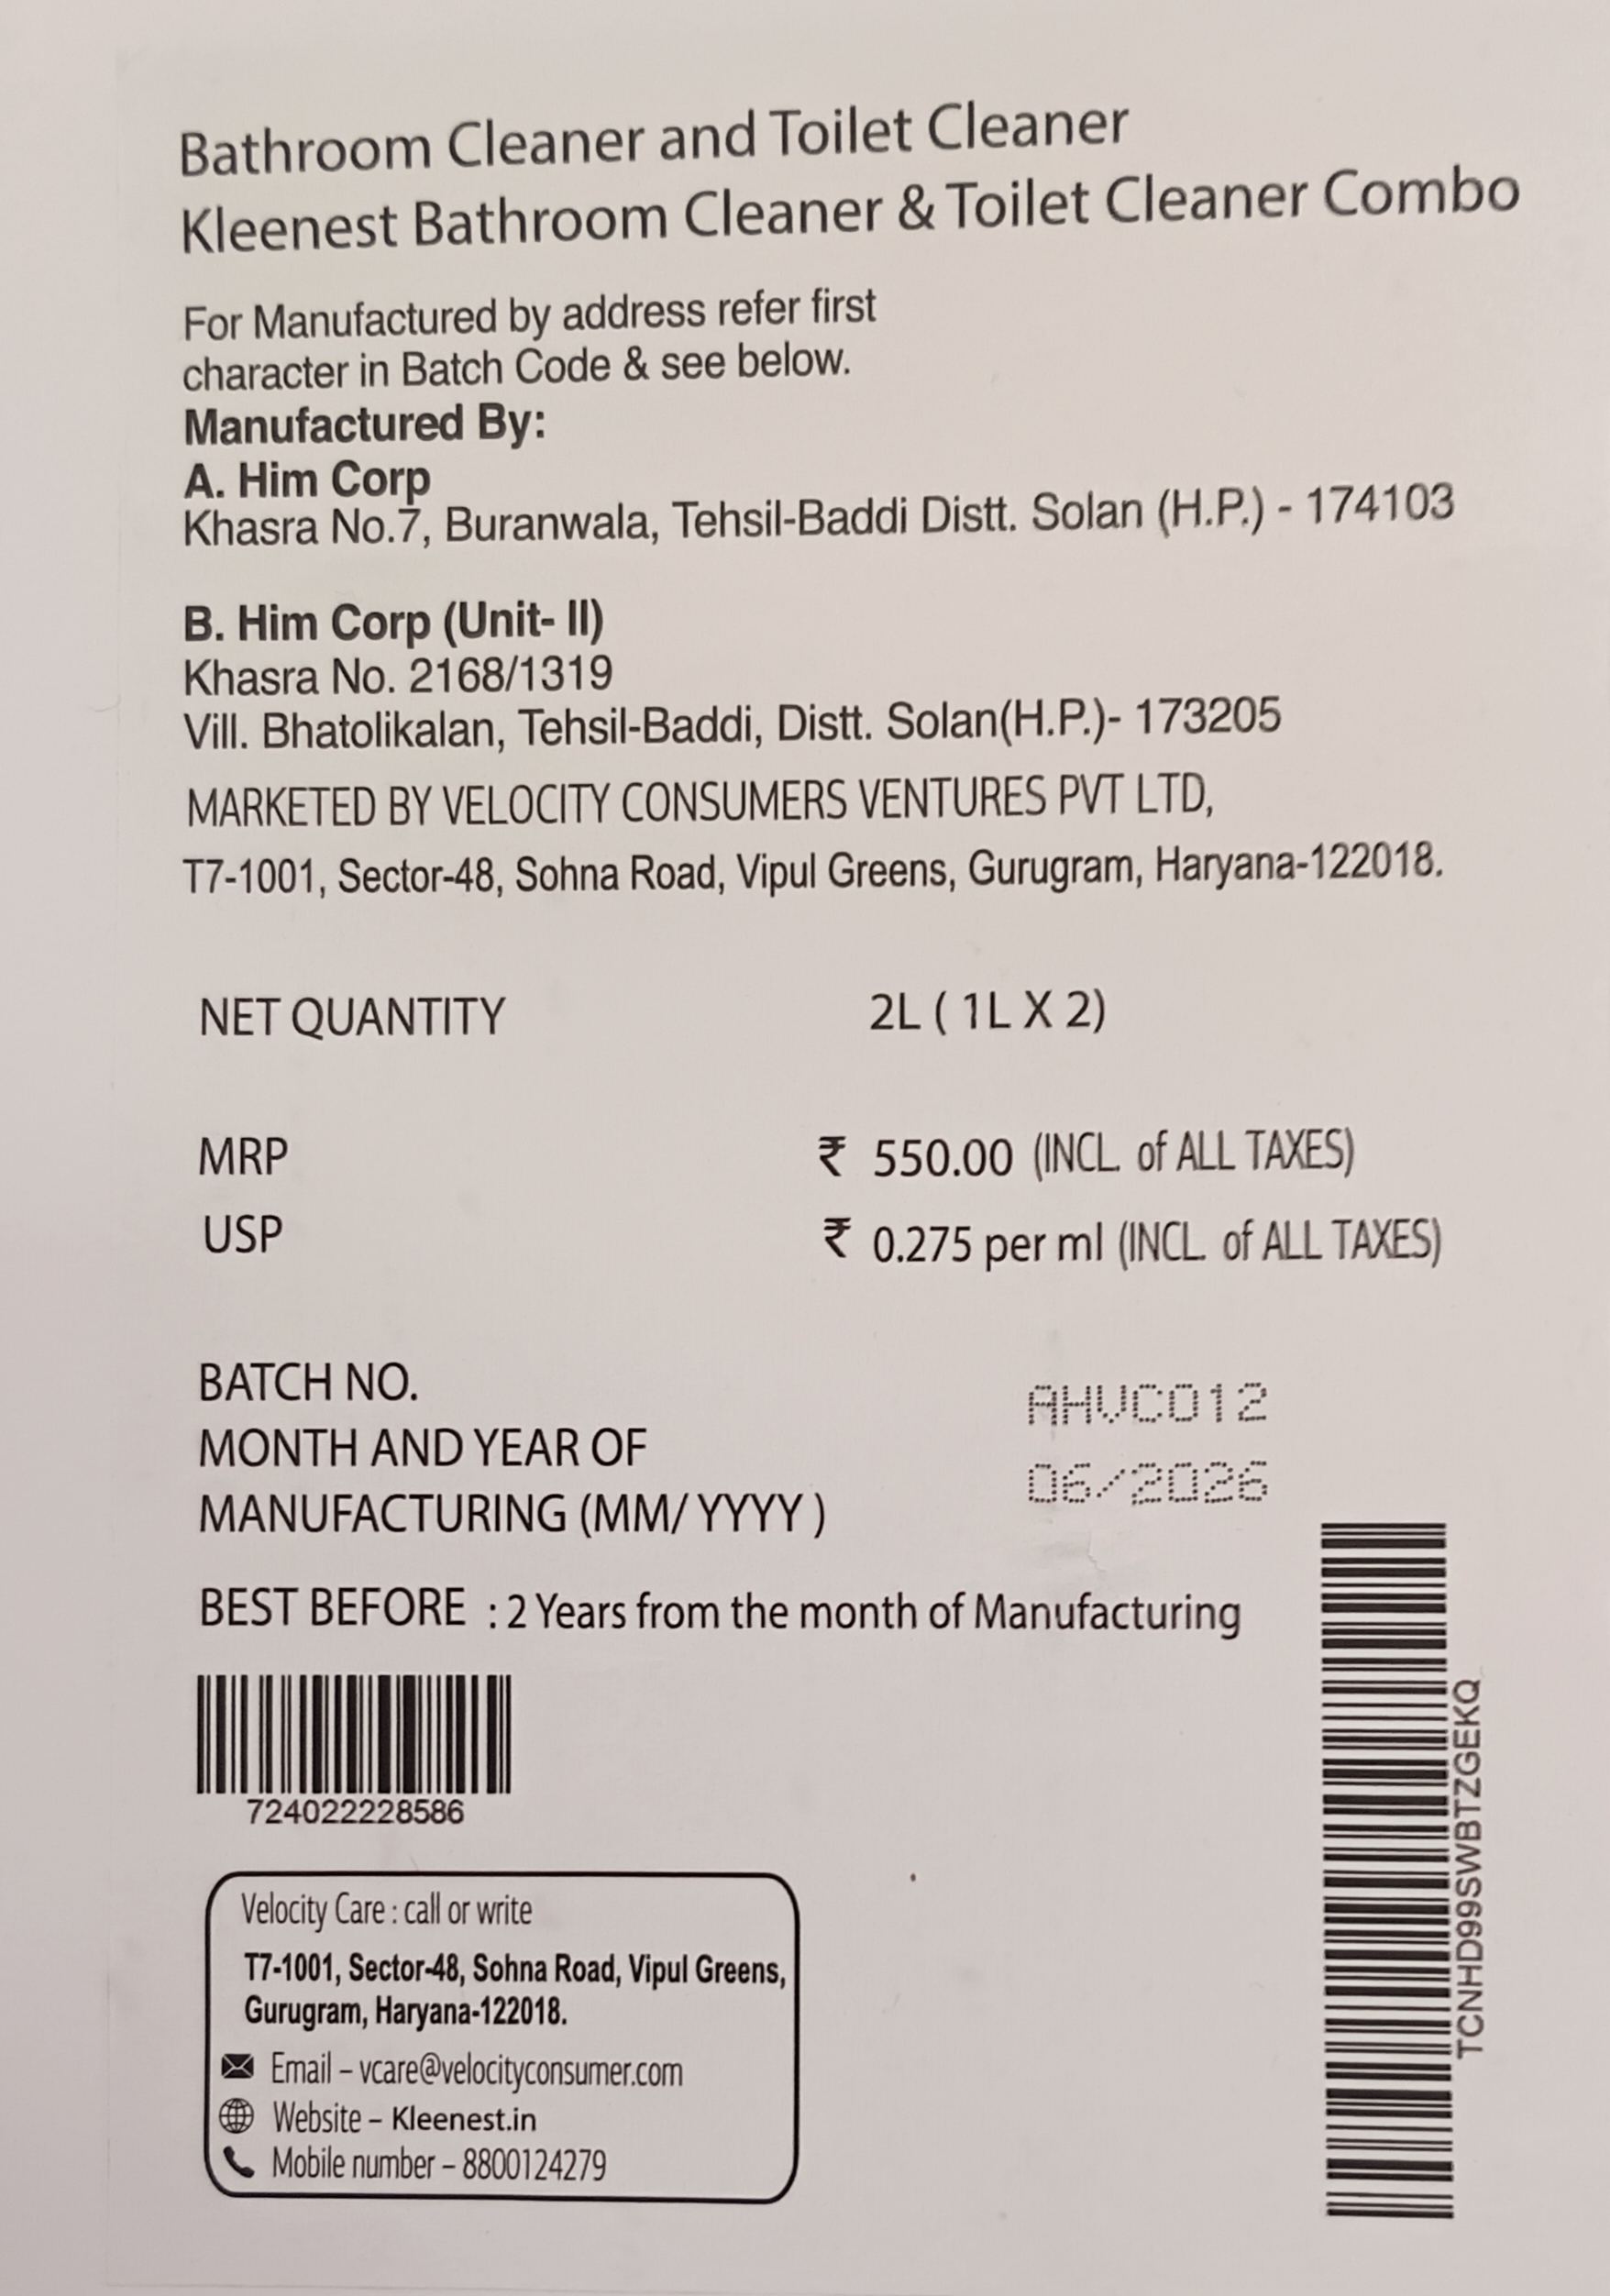 Bathroom Cleaner and Toilet Cleaner
Kleenest Bathroom Cleaner & Toilet Cleaner Combo
For Manufactured by address refer first
character in Batch Code & see below.
Manufactured By:
A. Him Corp
Khasra No.7, Buranwala, Tehsil-Baddi Distt. Solan (H.P.) - 174103
B. Him Corp (Unit- II)
Khasra No. 2168/1319
Vill. Bhatolikalan, Tehsil-Baddi, Distt. Solan(H.P.)- 173205
MARKETED BY VELOCITY CONSUMERS VENTURES PVT LTD,
T7-1001, Sector-48, Sohna Road, Vipul Greens, Gurugram, Haryana-122018.
NET QUANTITY 2L ( 1L X 2)
MRP ₹ 550.00 (INCL. of ALL TAXES)
USP ₹ 0.275 per ml (INCL. of ALL TAXES)
BATCH NO. AHVC012
MONTH AND YEAR OF
MANUFACTURING (MM/ YYYY ) 06/2026
BEST BEFORE : 2 Years from the month of Manufacturing
724022228586
TCNHD99SWBTZGEKQ
Velocity Care : call or write
T7-1001, Sector-48, Sohna Road, Vipul Greens,
Gurugram, Haryana-122018.
Email – vcare@velocityconsumer.com
Website – Kleenest.in
Mobile number – 8800124279